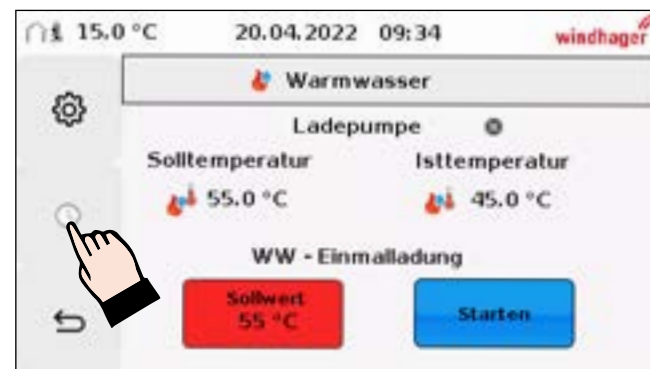 15.0 °C 20.04.2022 09:34 windhager
Warmwasser
Ladepumpe
Solltemperatur Isttemperatur
55.0 °C 45.0 °C
WW - Einmalladung
Sollwert
55 °C
Starten